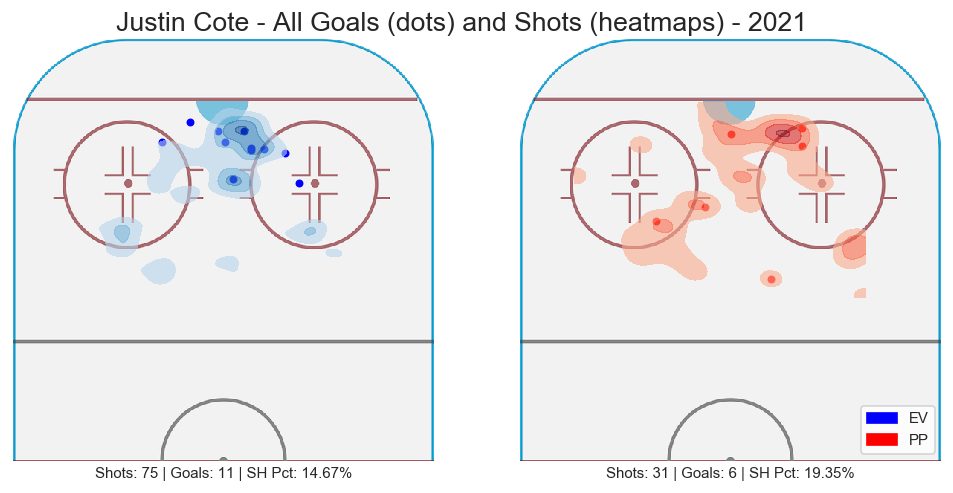 Justin Cote - All Goals (dots) and Shots (heatmaps) - 2021
EV
PP
Shots: 75 | Goals: 11 | SH Pct: 14.67%
Shots: 31 | Goals: 6 | SH Pct: 19.35%